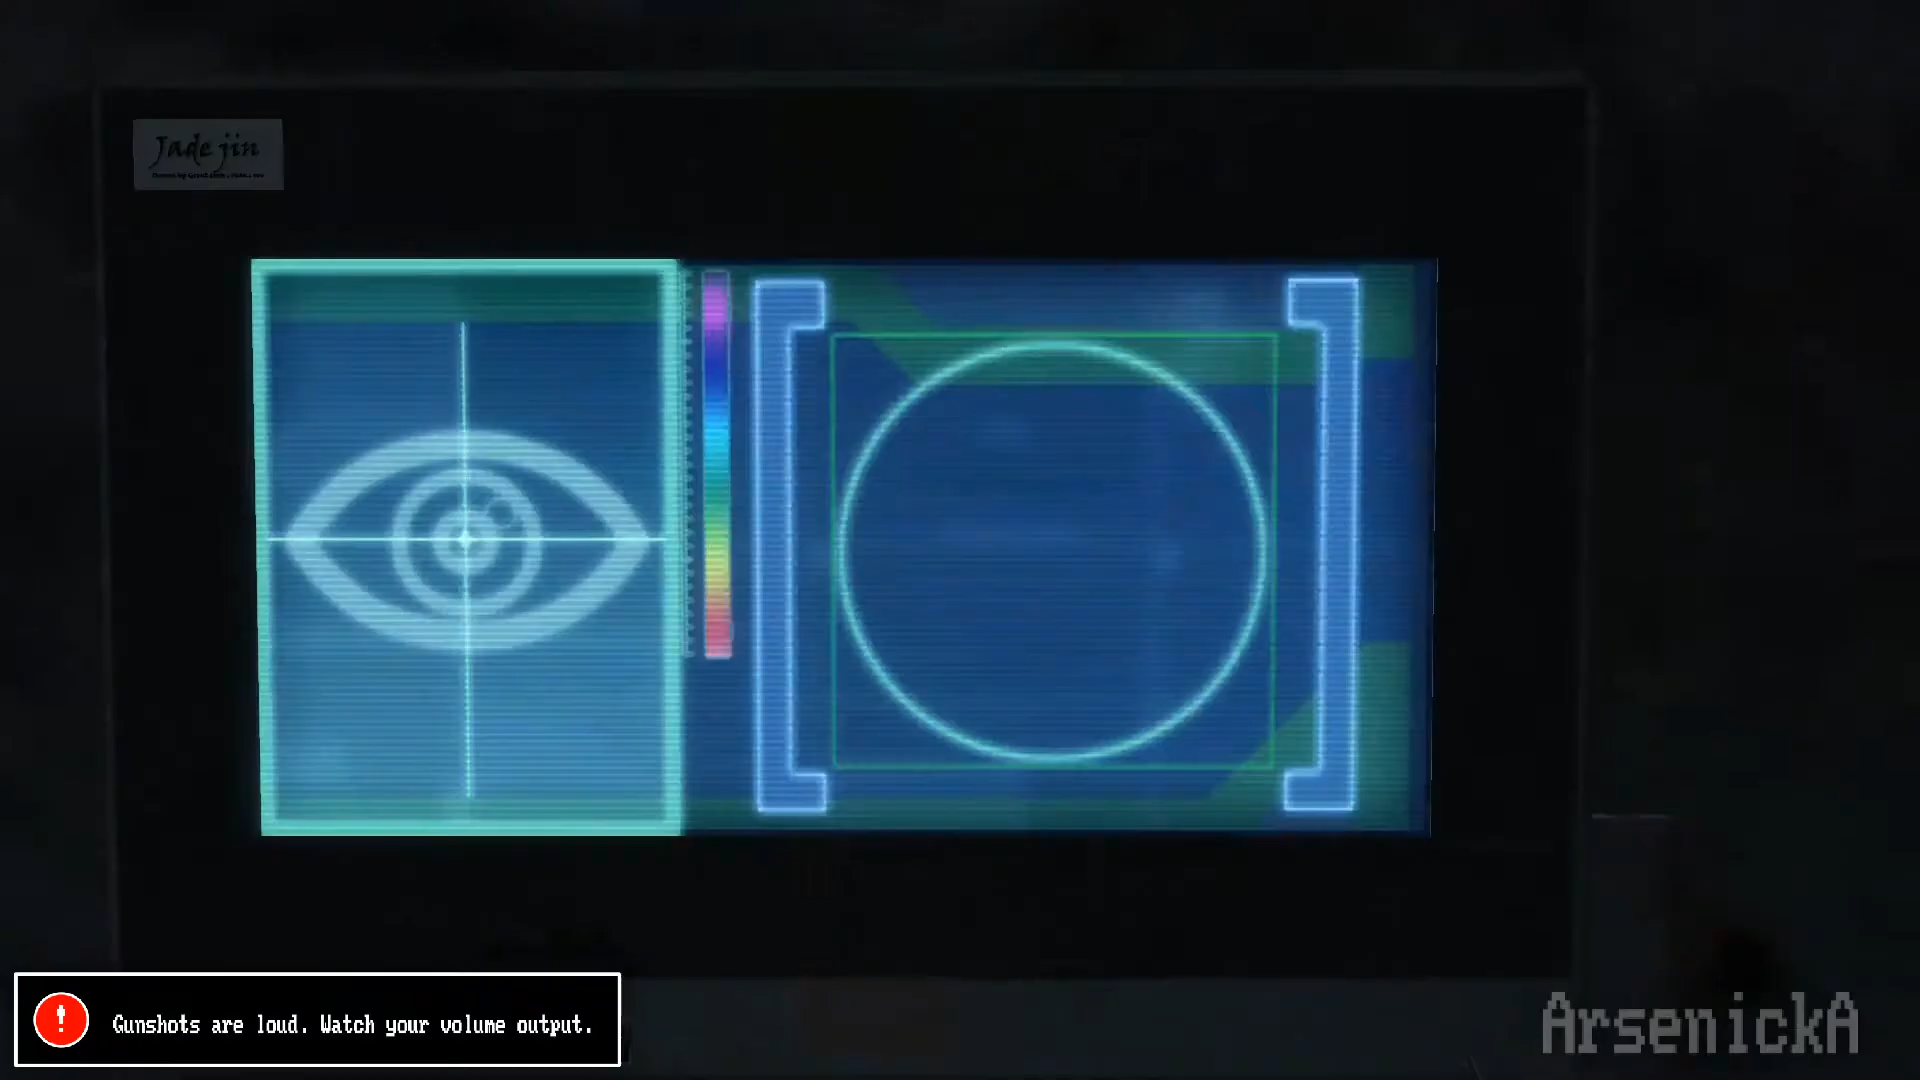 Jade jin
Gunshots are loud. Watch your volume output.
ArsenickA